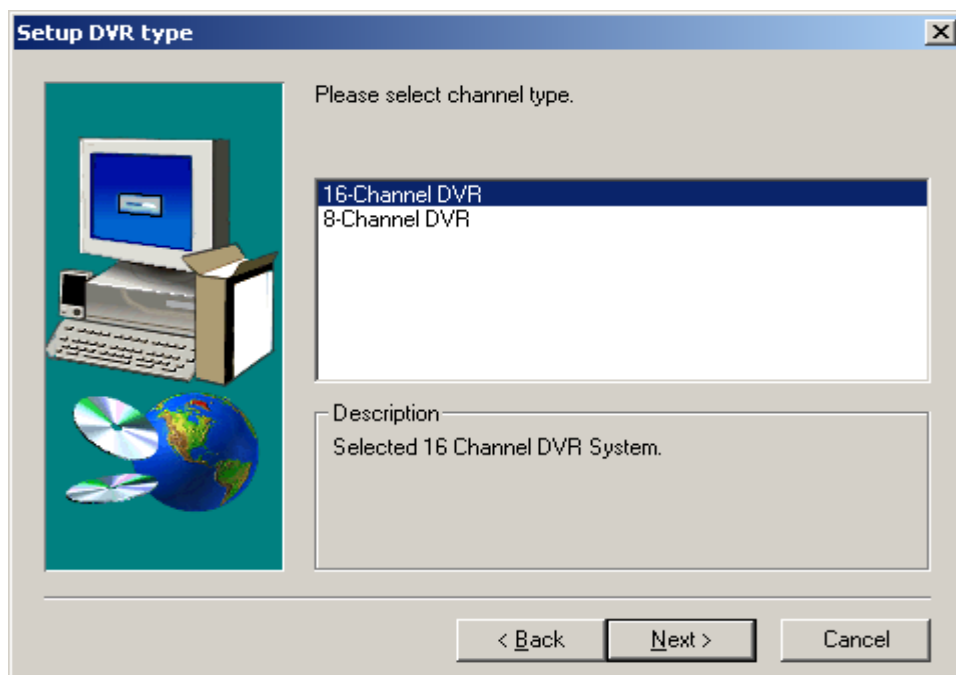 Setup DVR type
Please select channel type.
16-Channel DVR
8-Channel DVR
Description
Selected 16 Channel DVR System.
< Back
Next >
Cancel